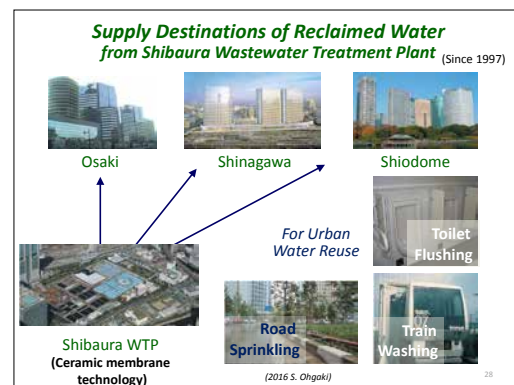 Supply Destinations of Reclaimed Water
from Shibaura Wastewater Treatment Plant
(Since 1997)
Osaki
Shinagawa
Shiodome
For Urban
Water Reuse
Toilet
Flushing
Road
Sprinkling
Train
Washing
Shibaura WTP
(Ceramic membrane
technology)
(2016 S. Ohgaki)
28